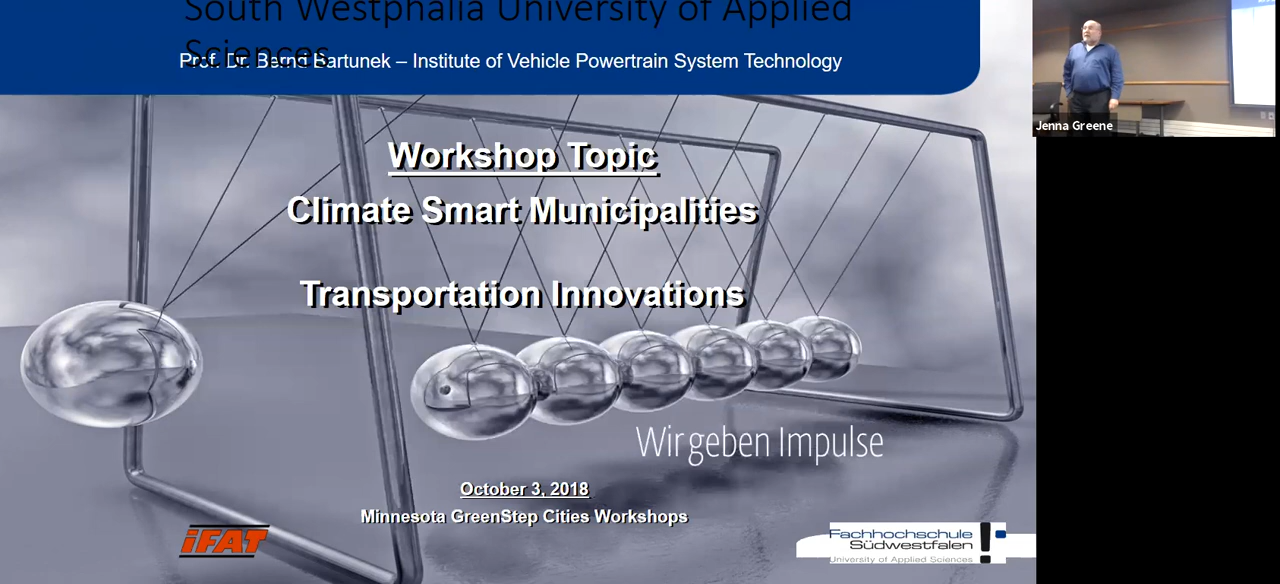 South Westphalia University of Applied
Sciences
Prof. Dr. Bernd Bartunek – Institute of Vehicle Powertrain System Technology
Jenna Greene
Workshop Topic
Climate Smart Municipalities
Transportation Innovations
Wir geben Impulse
October 3, 2018
Minnesota GreenStep Cities Workshops
iFAT
Fachhochschule
Südwestfalen
University of Applied Sciences